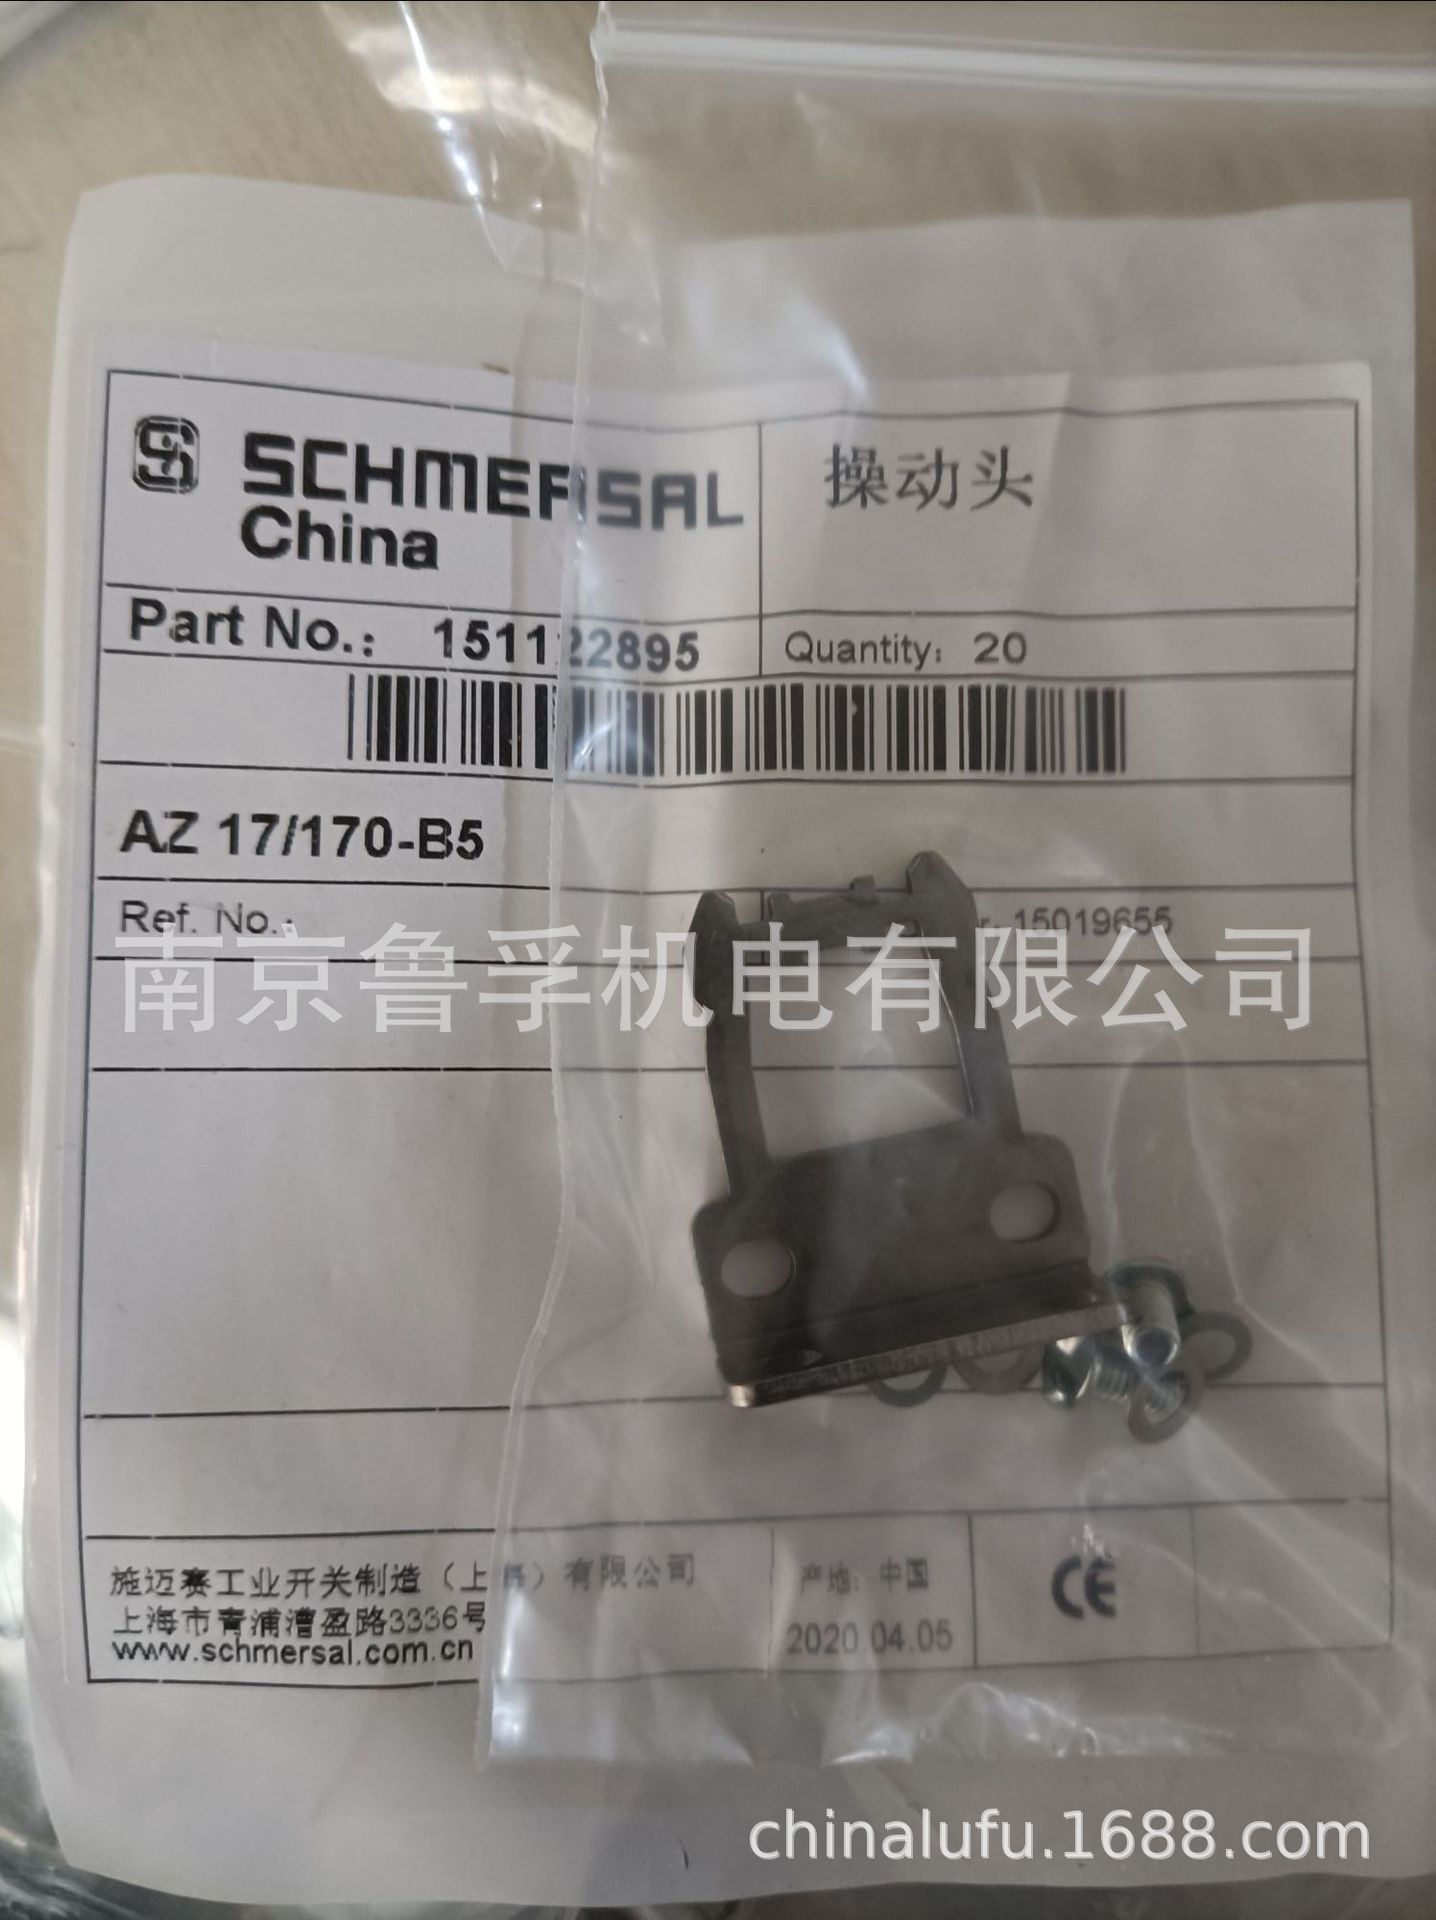 SCHMERSAL
China
操动头
Part No.: 151122895
Quantity: 20
AZ 17/170-B5
Ref. No.:
15019655
南京鲁孚机电有限公司
施迈赛工业开关制造（上海）有限公司
上海市青浦漕盈路3336号
www.schmersal.com.cn
产地: 中国
2020 04.05
CE
chinalufu.1688.com